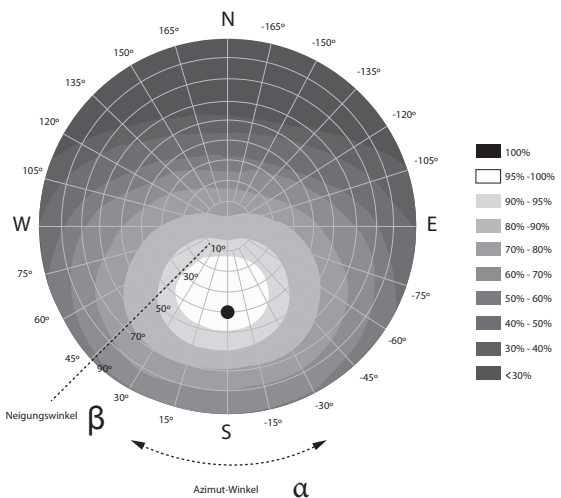 N
165º
-165º
150º
-150º
135º
-135º
120º
-120º
105º
-105º
W
E
10º
30º
50º
70º
90º
75º
-75º
60º
-60º
45º
-45º
30º
-30º
15º
-15º
S
Neigungswinkel β
Azimut-Winkel α
100%
95% -100%
90% - 95%
80% -90%
70% - 80%
60% - 70%
50% - 60%
40% - 50%
30% - 40%
<30%